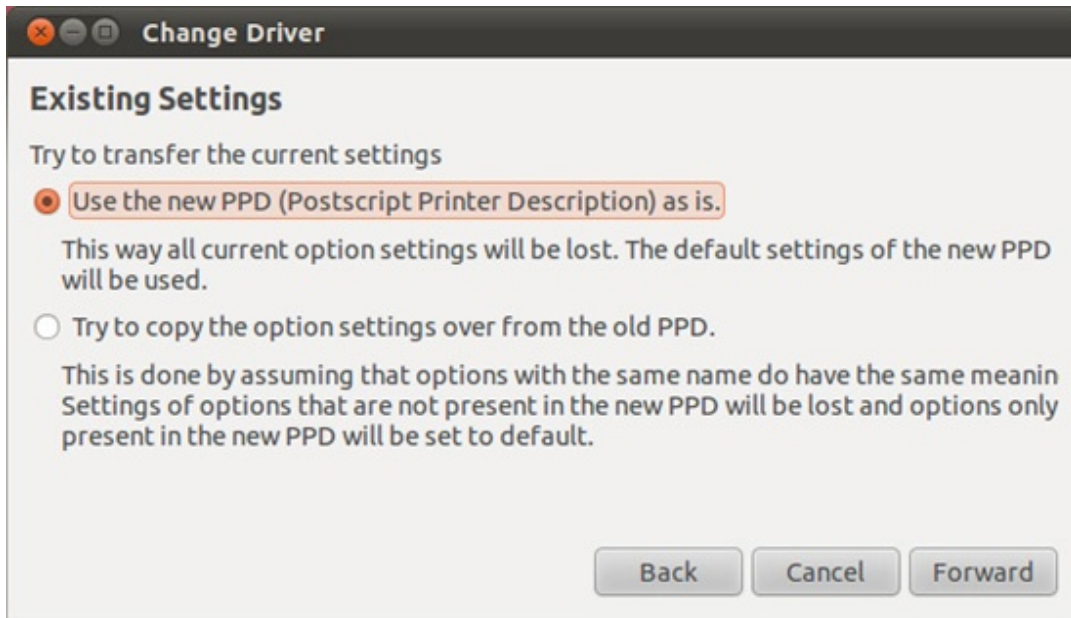 Change Driver
Existing Settings
Try to transfer the current settings
Use the new PPD (Postscript Printer Description) as is.
This way all current option settings will be lost. The default settings of the new PPD
will be used.
Try to copy the option settings over from the old PPD.
This is done by assuming that options with the same name do have the same meanin
Settings of options that are not present in the new PPD will be lost and options only
present in the new PPD will be set to default.
Back Cancel Forward